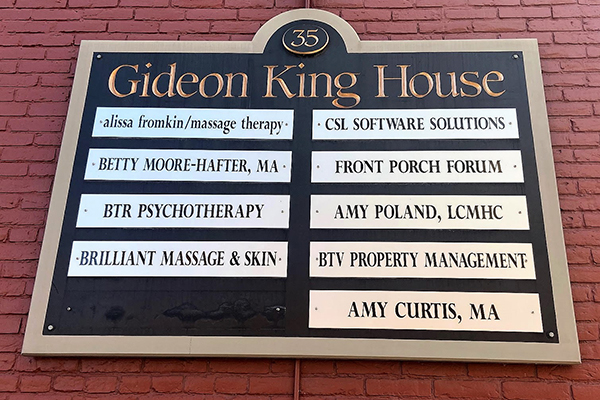 35
Gideon King House
alissa fromkin/massage therapy
BETTY MOORE-HAFTER, MA
BTR PSYCHOTHERAPY
BRILLIANT MASSAGE & SKIN
CSL SOFTWARE SOLUTIONS
FRONT PORCH FORUM
AMY POLAND, LCMHC
BTV PROPERTY MANAGEMENT
AMY CURTIS, MA